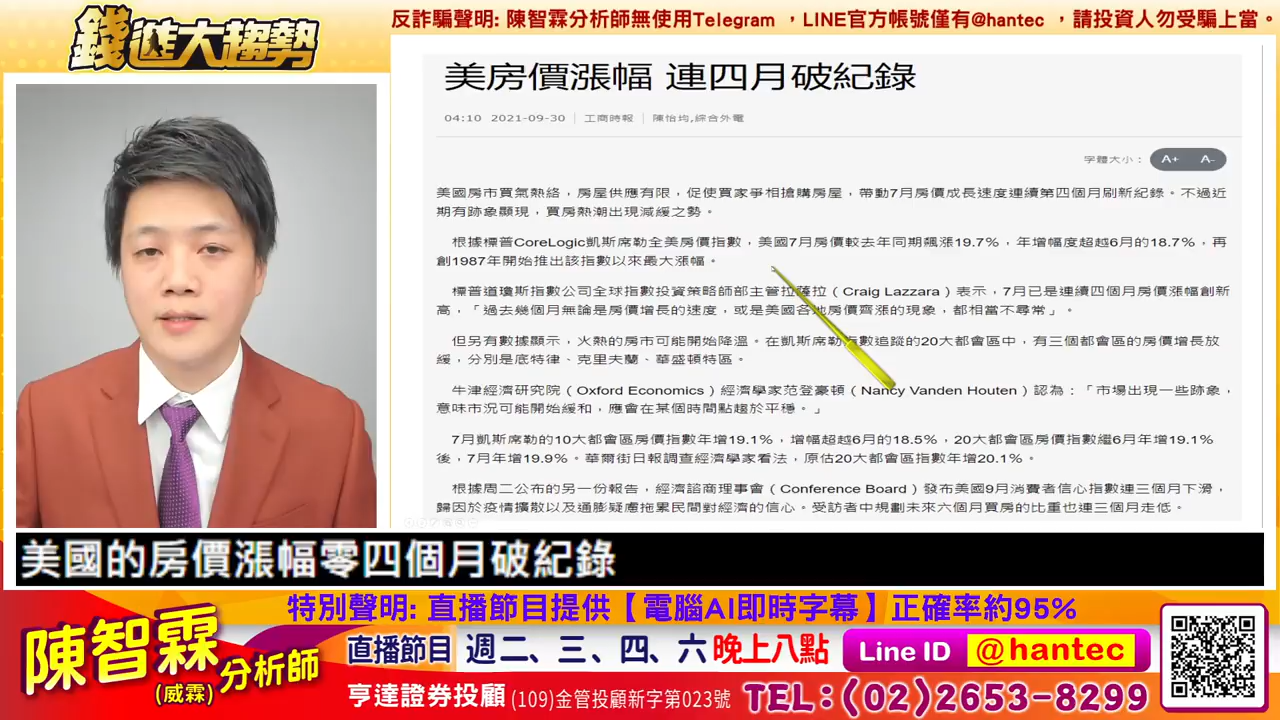 錢進大趨勢
反詐騙聲明: 陳智霖分析師無使用Telegram ，LINE官方帳號僅有@hantec ，請投資人勿受騙上當。
美房價漲幅 連四月破紀錄
04:10 2021-09-30 | 工商時報 | 陳怡均,綜合外電
字體大小： A+ A-
美國房市買氣熱絡，房屋供應有限，促使買家爭相搶購房屋，帶動7月房價成長速度連續第四個月刷新紀錄。不過近
期有跡象顯現，買房熱潮出現減緩之勢。
根據標普CoreLogic凱斯席勒全美房價指數，美國7月房價較去年同期飆漲19.7%，年增幅度超越6月的18.7%，再
創1987年開始推出該指數以來最大漲幅。
標普道瓊斯指數公司全球指數投資策略師部主管拉薩拉（Craig Lazzara）表示，7月已是連續四個月房價漲幅創新
高，「過去幾個月無論是房價增長的速度，或是美國各地房價齊漲的現象，都相當不尋常」。
但另有數據顯示，火熱的房市可能開始降溫。在凱斯席勒指數追蹤的20大都會區中，有三個都會區的房價增長放
緩，分別是底特律、克里夫蘭、華盛頓特區。
牛津經濟研究院（Oxford Economics）經濟學家范登豪頓（Nancy Vanden Houten）認為：「市場出現一些跡象，
意味市況可能開始緩和，應會在某個時間點趨於平穩。」
7月凱斯席勒的10大都會區房價指數年增19.1%，增幅超越6月的18.5%，20大都會區房價指數繼6月年增19.1%
後，7月年增19.9%。華爾街日報調查經濟學家看法，原估20大都會區指數年增20.1%。
根據周二公布的另一份報告，經濟諮商理事會（Conference Board）發布美國9月消費者信心指數連三個月下滑，
歸因於疫情擴散以及通膨疑慮拖累民間對經濟的信心。受訪者中規劃未來六個月買房的比重也連三個月走低。
美國的房價漲幅零四個月破紀錄
特別聲明: 直播節目提供【電腦AI即時字幕】正確率約95%
陳智霖分析師
(威霖)
直播節目 週二、三、四、六晚上八點
Line ID @hantec
亨達證券投顧 (109)金管投顧新字第023號 TEL:(02)2653-8299